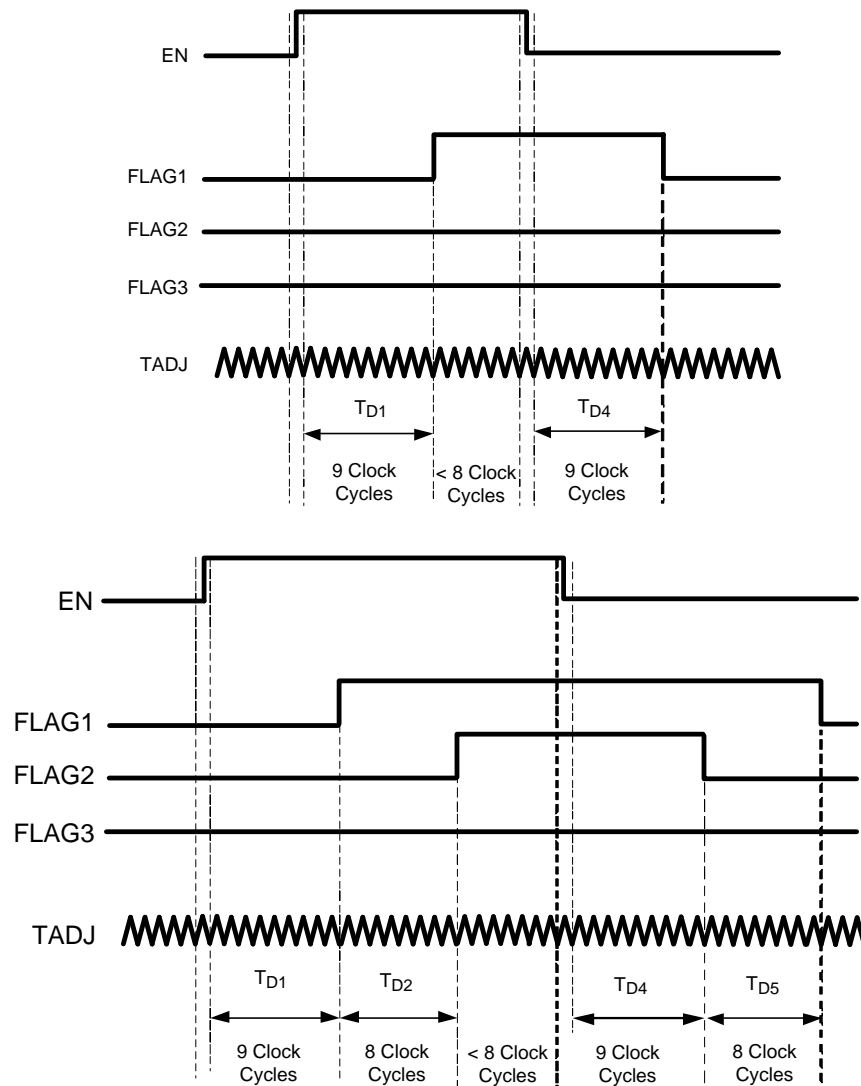 EN
FLAG1
FLAG2
FLAG3
TADJ
TD1
TD4
9 Clock
Cycles
< 8 Clock
Cycles
9 Clock
Cycles
EN
FLAG1
FLAG2
FLAG3
TADJ
TD1
TD2
TD4
TD5
9 Clock
Cycles
8 Clock
Cycles
< 8 Clock
Cycles
9 Clock
Cycles
8 Clock
Cycles